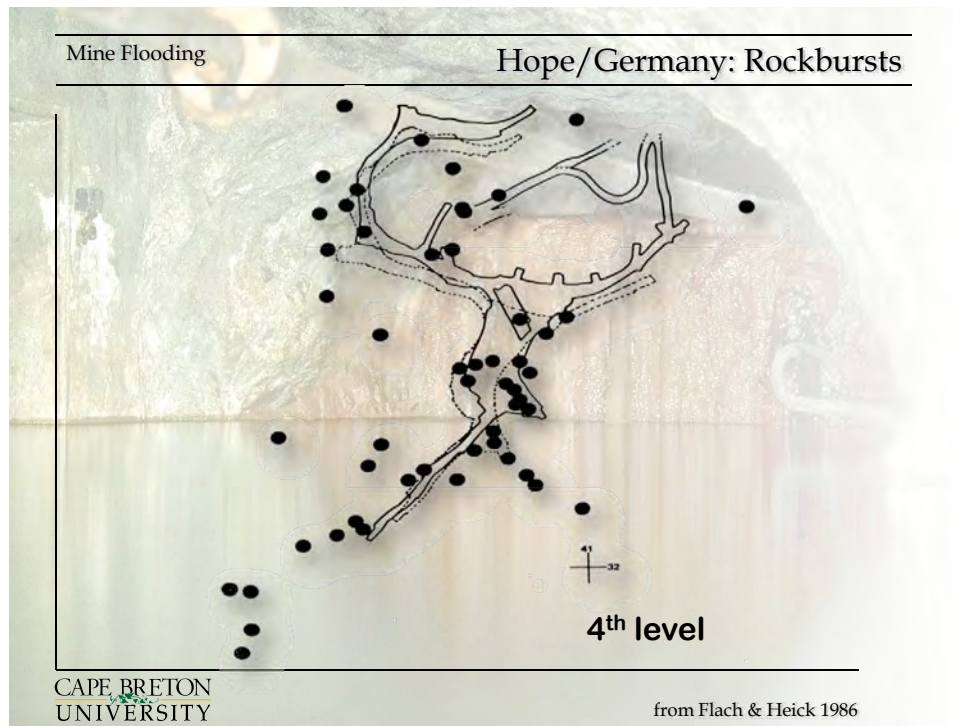 Mine Flooding
Hope/Germany: Rockbursts
41
32
4th level
CAPE BRETON
UNIVERSITY
from Flach & Heick 1986